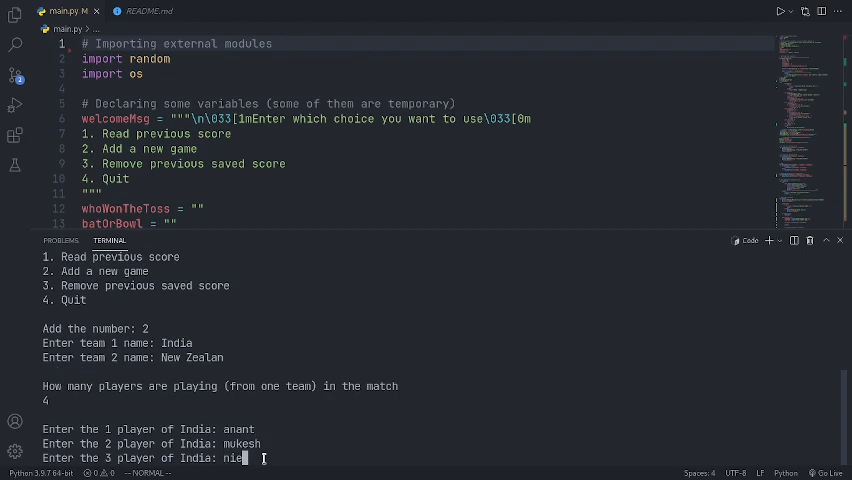 main.py M
README.md
main.py > ...
1 # Importing external modules
2 import random
3 import os
4
5 # Declaring some variables (some of them are temporary)
6 welcomeMsg = """\n\033[1mEnter which choice you want to use\033[0m
7 1. Read previous score
8 2. Add a new game
9 3. Remove previous saved score
10 4. Quit
11 """
12 whoWonTheToss = ""
13 batOrBowl = ""
PROBLEMS TERMINAL Code
1. Read previous score
2. Add a new game
3. Remove previous saved score
4. Quit
Add the number: 2
Enter team 1 name: India
Enter team 2 name: New Zealan
How many players are playing (from one team) in the match
4
Enter the 1 player of India: anant
Enter the 2 player of India: mukesh
Enter the 3 player of India: nie
Python 3.9.7 64-bit 0 0 -- NORMAL -- Spaces: 4 UTF-8 LF Python Go Live